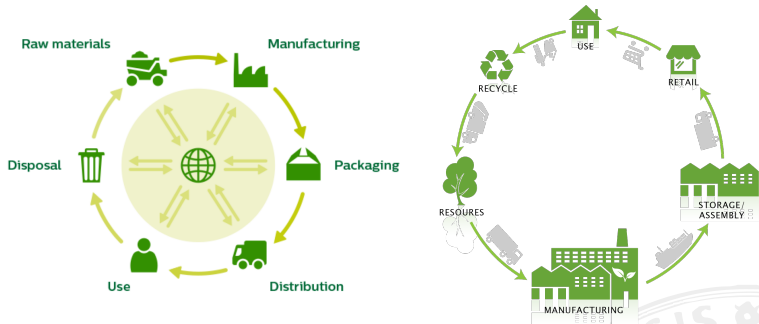 Raw materials
Manufacturing
Disposal
Packaging
Use
Distribution
USE
RECYCLE
RETAIL
RESOURES
STORAGE/
ASSEMBLY
MANUFACTURING